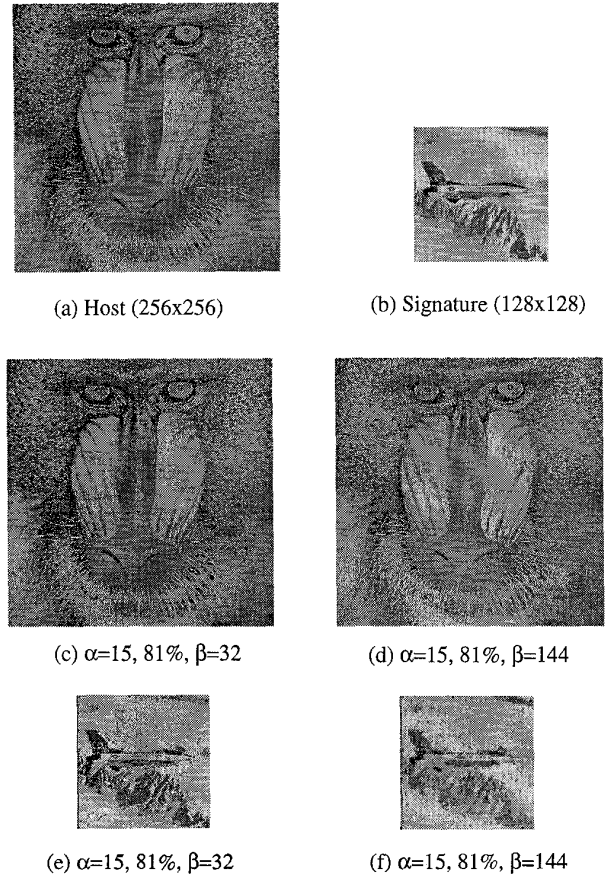 (a) Host (256x256)
(b) Signature (128x128)
(c) α=15, 81%, β=32
(d) α=15, 81%, β=144
(e) α=15, 81%, β=32
(f) α=15, 81%, β=144